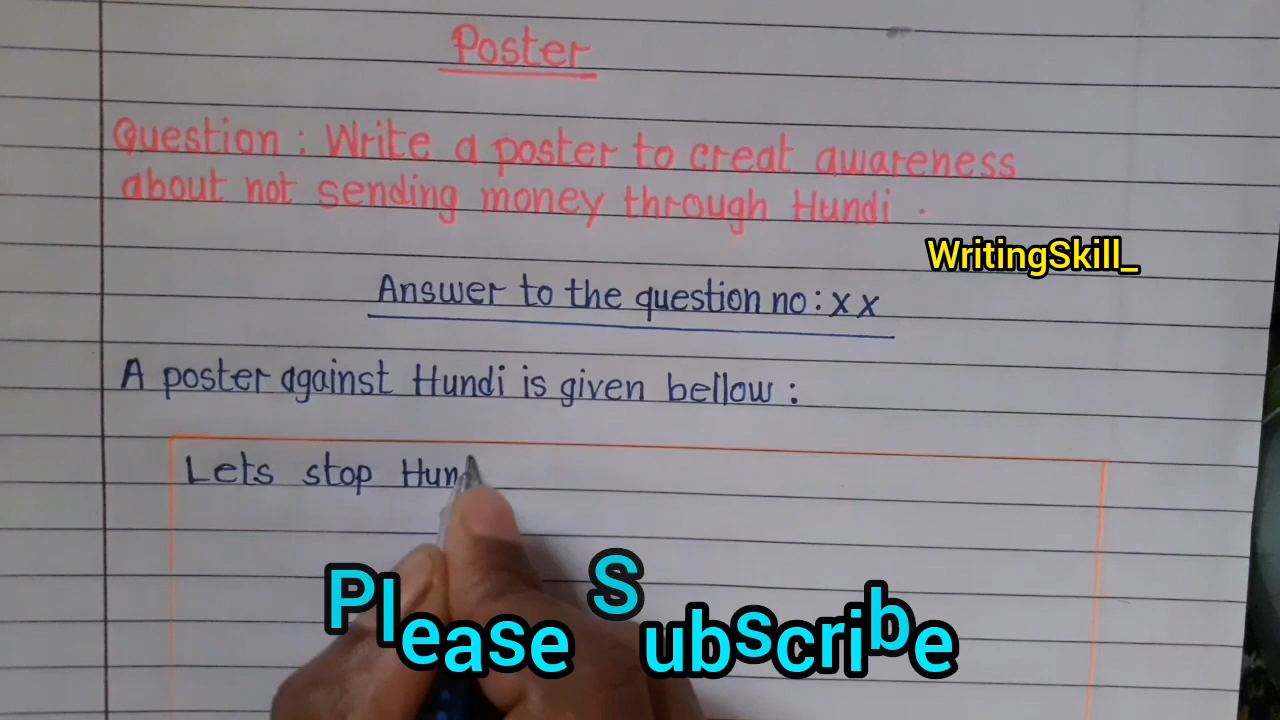 Poster
Question : Write a poster to creat awareness
about not sending money through Hundi .
WritingSkill_
Answer to the question no : x x
A poster against Hundi is given bellow :
Lets stop Hund
Please Subscribe